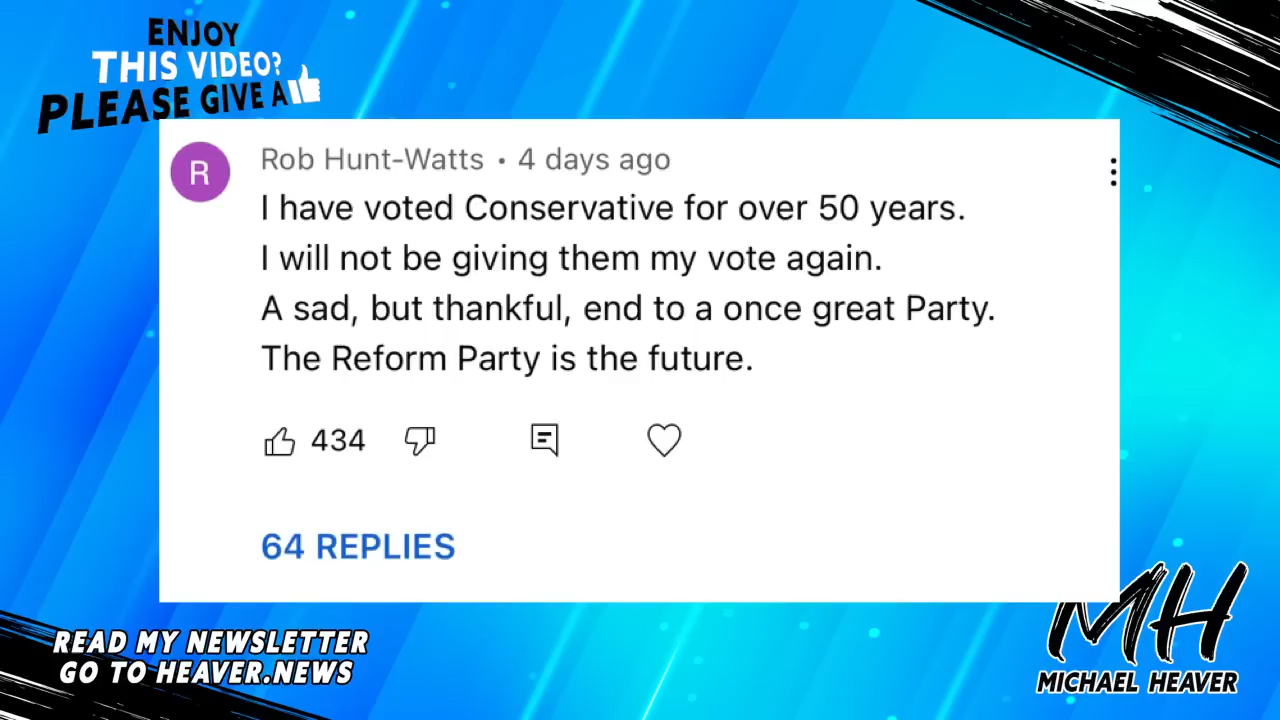 ENJOY
THIS VIDEO?
PLEASE GIVE A
R
Rob Hunt-Watts • 4 days ago
I have voted Conservative for over 50 years.
I will not be giving them my vote again.
A sad, but thankful, end to a once great Party.
The Reform Party is the future.
434
64 REPLIES
READ MY NEWSLETTER
GO TO HEAVER.NEWS
MH
MICHAEL HEAVER